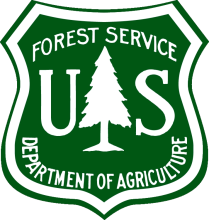 FOREST SERVICE
U S
DEPARTMENT OF AGRICULTURE